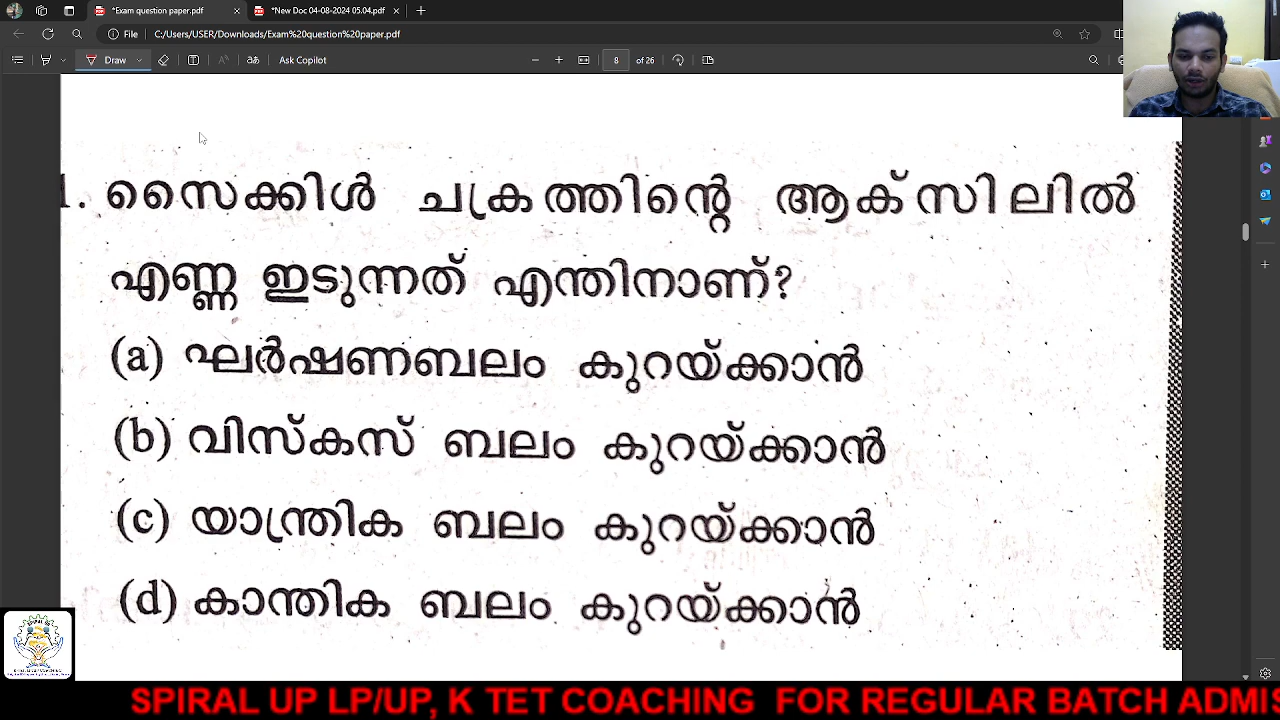 *Exam question paper.pdf
*New Doc 04-08-2024 05.04.pdf
File C:/Users/USER/Downloads/Exam%20question%20paper.pdf
Draw Ask Copilot 8 of 26
1. സൈക്കിൾ ചക്രത്തിന്റെ ആക്സിലിൽ
എണ്ണ ഇടുന്നത് എന്തിനാണ്?
(a) ഘർഷണബലം കുറയ്ക്കാൻ
(b) വിസ്കസ് ബലം കുറയ്ക്കാൻ
(c) യാന്ത്രിക ബലം കുറയ്ക്കാൻ
(d) കാന്തിക ബലം കുറയ്ക്കാൻ
SPIRAL UP LP/UP, K TET COACHING FOR REGULAR BATCH ADMIS